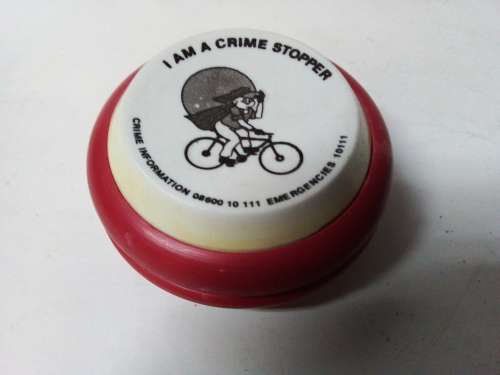 I AM A CRIME STOPPER
CRIME INFORMATION 08600 10 111 EMERGENCIES 10111